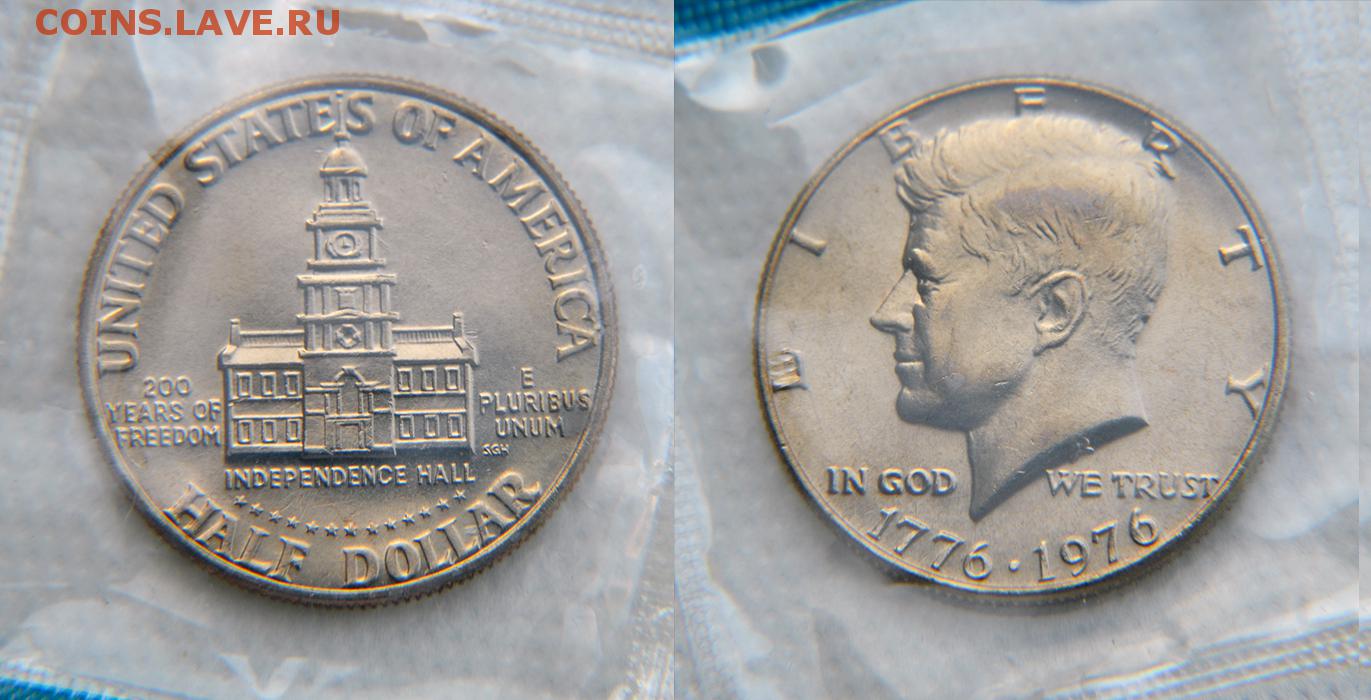 COINS.LAVE.RU
UNITED STATES OF AMERICA
200
YEARS OF
FREEDOM
E
PLURIBUS
UNUM
SGH
INDEPENDENCE HALL
HALF DOLLAR
LIBERTY
IN GOD WE TRUST
1776 · 1976